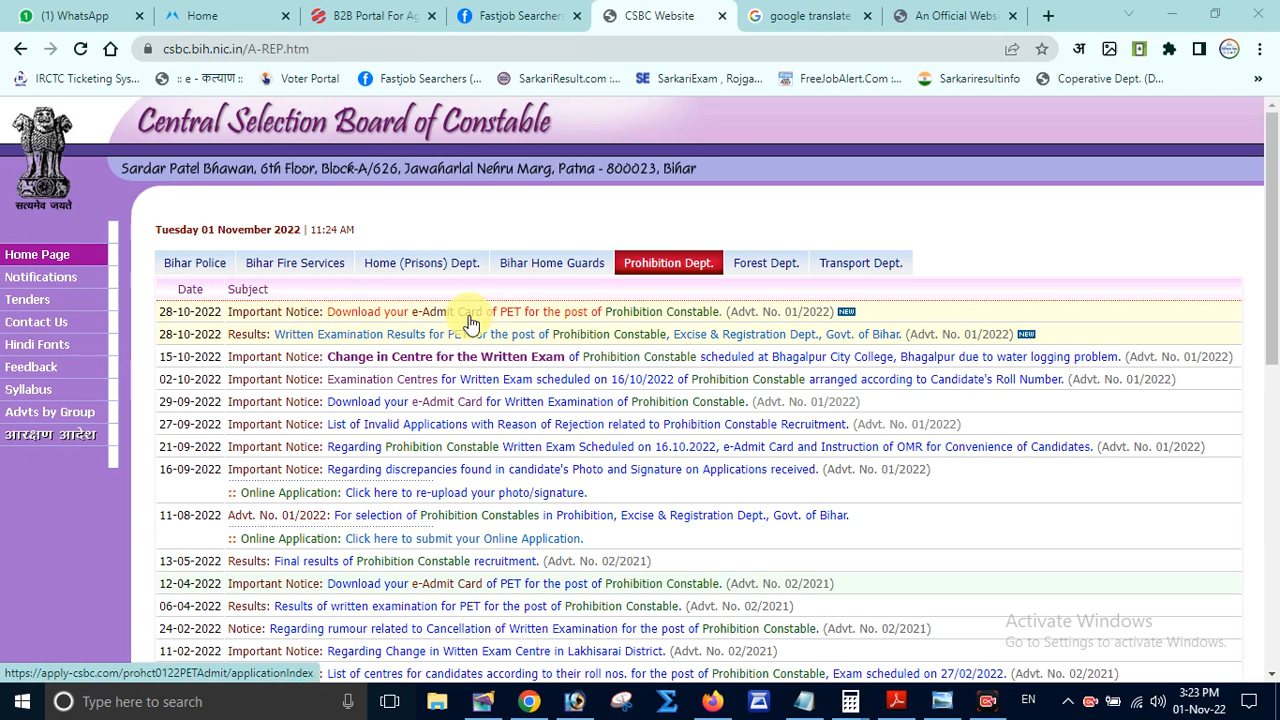 (1) WhatsApp
Home
B2B Portal For Ag
Fastjob Searchers
CSBC Website
google translate
An Official Webs
csbc.bih.nic.in/A-REP.htm
अ
IRCTC Ticketing Sys...
:: e - कल्याण ::
Voter Portal
Fastjob Searchers (...
SarkariResult.com :...
SE SarkariExam , Rojga...
FreeJobAlert.Com :...
Sarkariresultinfo
Coperative Dept. (D...
»
Central Selection Board of Constable
Sardar Patel Bhawan, 6th Floor, Block-A/626, Jawaharlal Nehru Marg, Patna - 800023, Bihar
सत्यमेव जयते
Tuesday 01 November 2022 | 11:24 AM
Home Page
Notifications
Tenders
Contact Us
Hindi Fonts
Feedback
Syllabus
Advts by Group
आरक्षण आदेश
Bihar Police Bihar Fire Services Home (Prisons) Dept. Bihar Home Guards Prohibition Dept. Forest Dept. Transport Dept.
Date Subject
28-10-2022 Important Notice: Download your e-Admit Card of PET for the post of Prohibition Constable. (Advt. No. 01/2022) NEW
28-10-2022 Results: Written Examination Results for PET for the post of Prohibition Constable, Excise & Registration Dept., Govt. of Bihar. (Advt. No. 01/2022) NEW
15-10-2022 Important Notice: Change in Centre for the Written Exam of Prohibition Constable scheduled at Bhagalpur City College, Bhagalpur due to water logging problem. (Advt. No. 01/2022)
02-10-2022 Important Notice: Examination Centres for Written Exam scheduled on 16/10/2022 of Prohibition Constable arranged according to Candidate's Roll Number. (Advt. No. 01/2022)
29-09-2022 Important Notice: Download your e-Admit Card for Written Examination of Prohibition Constable. (Advt. No. 01/2022)
27-09-2022 Important Notice: List of Invalid Applications with Reason of Rejection related to Prohibition Constable Recruitment. (Advt. No. 01/2022)
21-09-2022 Important Notice: Regarding Prohibition Constable Written Exam Scheduled on 16.10.2022, e-Admit Card and Instruction of OMR for Convenience of Candidates. (Advt. No. 01/2022)
16-09-2022 Important Notice: Regarding discrepancies found in candidate's Photo and Signature on Applications received. (Advt. No. 01/2022)
:: Online Application: Click here to re-upload your photo/signature.
11-08-2022 Advt. No. 01/2022: For selection of Prohibition Constables in Prohibition, Excise & Registration Dept., Govt. of Bihar.
:: Online Application: Click here to submit your Online Application.
13-05-2022 Results: Final results of Prohibition Constable recruitment. (Advt. No. 02/2021)
12-04-2022 Important Notice: Download your e-Admit Card of PET for the post of Prohibition Constable. (Advt. No. 02/2021)
06-04-2022 Results: Results of written examination for PET for the post of Prohibition Constable. (Advt. No. 02/2021)
24-02-2022 Notice: Regarding rumour related to Cancellation of Written Examination for the post of Prohibition Constable. (Advt. No. 02/2021)
11-02-2022 Important Notice: Regarding Change in Witten Exam Centre in Lakhisarai District. (Advt. No. 02/2021)
List of centres for candidates according to their roll nos. for the post of Prohibition Constable, Exam scheduled on 27/02/2022. (Advt. No. 02/2021)
Activate Windows
Go to Settings to activate Windows.
https://apply-csbc.com/prohct0122PETAdmit/applicationIndex
Type here to search
EN
3:23 PM
01-Nov-22